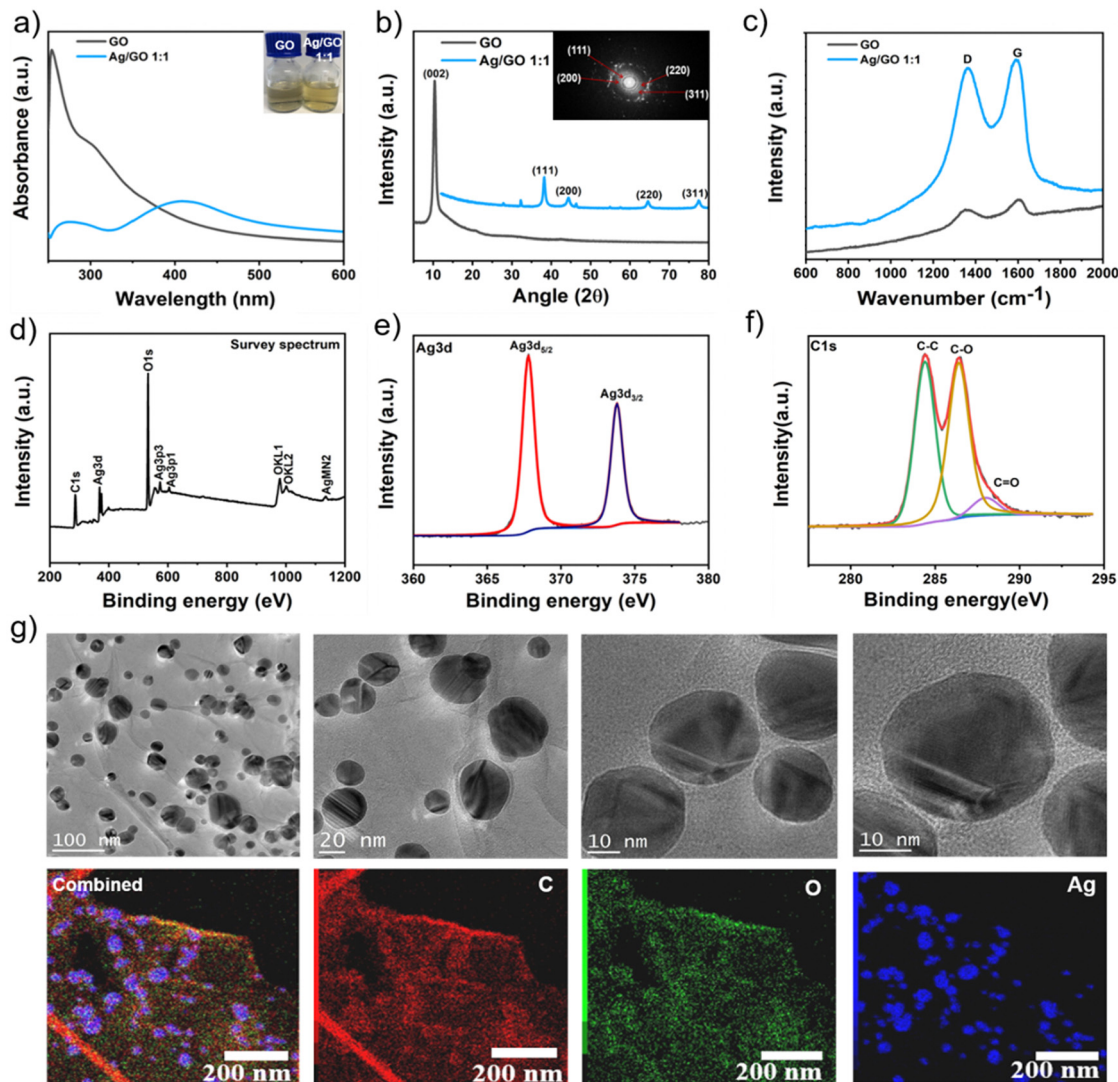 a)
GO
Ag/GO 1:1
GO
Ag/GO
1:1
Absorbance (a.u.)
300
400
500
600
Wavelength (nm)
b)
GO
Ag/GO 1:1
(002)
(111)
(200)
(220)
(311)
(111)
(200)
(220)
(311)
Intensity (a.u.)
10
20
30
40
50
60
70
80
Angle (2θ)
c)
GO
Ag/GO 1:1
D
G
Intensity (a.u.)
600
800
1000
1200
1400
1600
1800
2000
Wavenumber (cm⁻¹)
d)
Survey spectrum
C1s
Ag3d
O1s
Ag3p3
Ag3p1
OKL1
OKL2
AgMN2
Intensity (a.u.)
200
400
600
800
1000
1200
Binding energy (eV)
e)
Ag3d
Ag3d₅/₂
Ag3d₃/₂
Intensity (a.u.)
360
365
370
375
380
Binding energy (eV)
f)
C1s
C-C
C-O
C=O
Intensity(a.u.)
280
285
290
295
Binding energy(eV)
g)
100 nm
20 nm
10 nm
10 nm
Combined
200 nm
C
200 nm
O
200 nm
Ag
200 nm